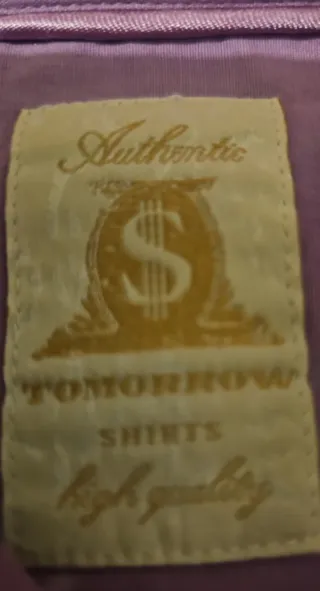 Authentic
$
TOMORROW
SHIRTS
high quality